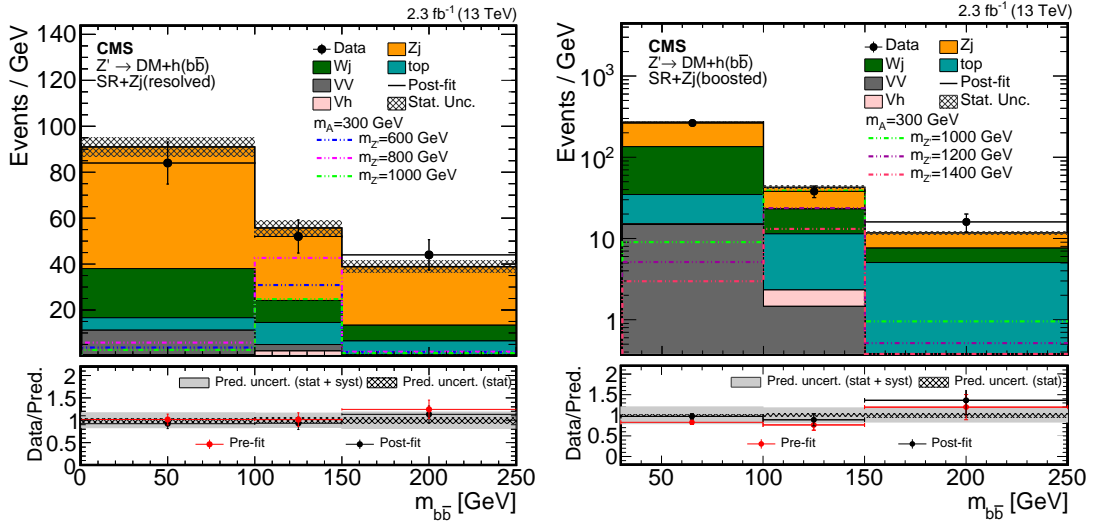 2.3 fb⁻¹ (13 TeV)
Events / GeV
140
120
100
80
60
40
20
CMS
Z' → DM+h(bb̅)
SR+Zj(resolved)
Data
Zj
Wj
top
VV
Post-fit
Vh
Stat. Unc.
m_A=300 GeV
m_Z'=600 GeV
m_Z'=800 GeV
m_Z'=1000 GeV
Data/Pred.
2
1.5
1
0.5
0
Pred. uncert. (stat + syst)
Pred. uncert. (stat)
Pre-fit
Post-fit
0 50 100 150 200 250
m_bb̅ [GeV]
2.3 fb⁻¹ (13 TeV)
Events / GeV
10³
10²
10
1
CMS
Z' → DM+h(bb̅)
SR+Zj(boosted)
Data
Zj
Wj
top
VV
Post-fit
Vh
Stat. Unc.
m_A=300 GeV
m_Z'=1000 GeV
m_Z'=1200 GeV
m_Z'=1400 GeV
Data/Pred.
2
1.5
1
0.5
0
Pred. uncert. (stat + syst)
Pred. uncert. (stat)
Pre-fit
Post-fit
50 100 150 200 250
m_bb̅ [GeV]